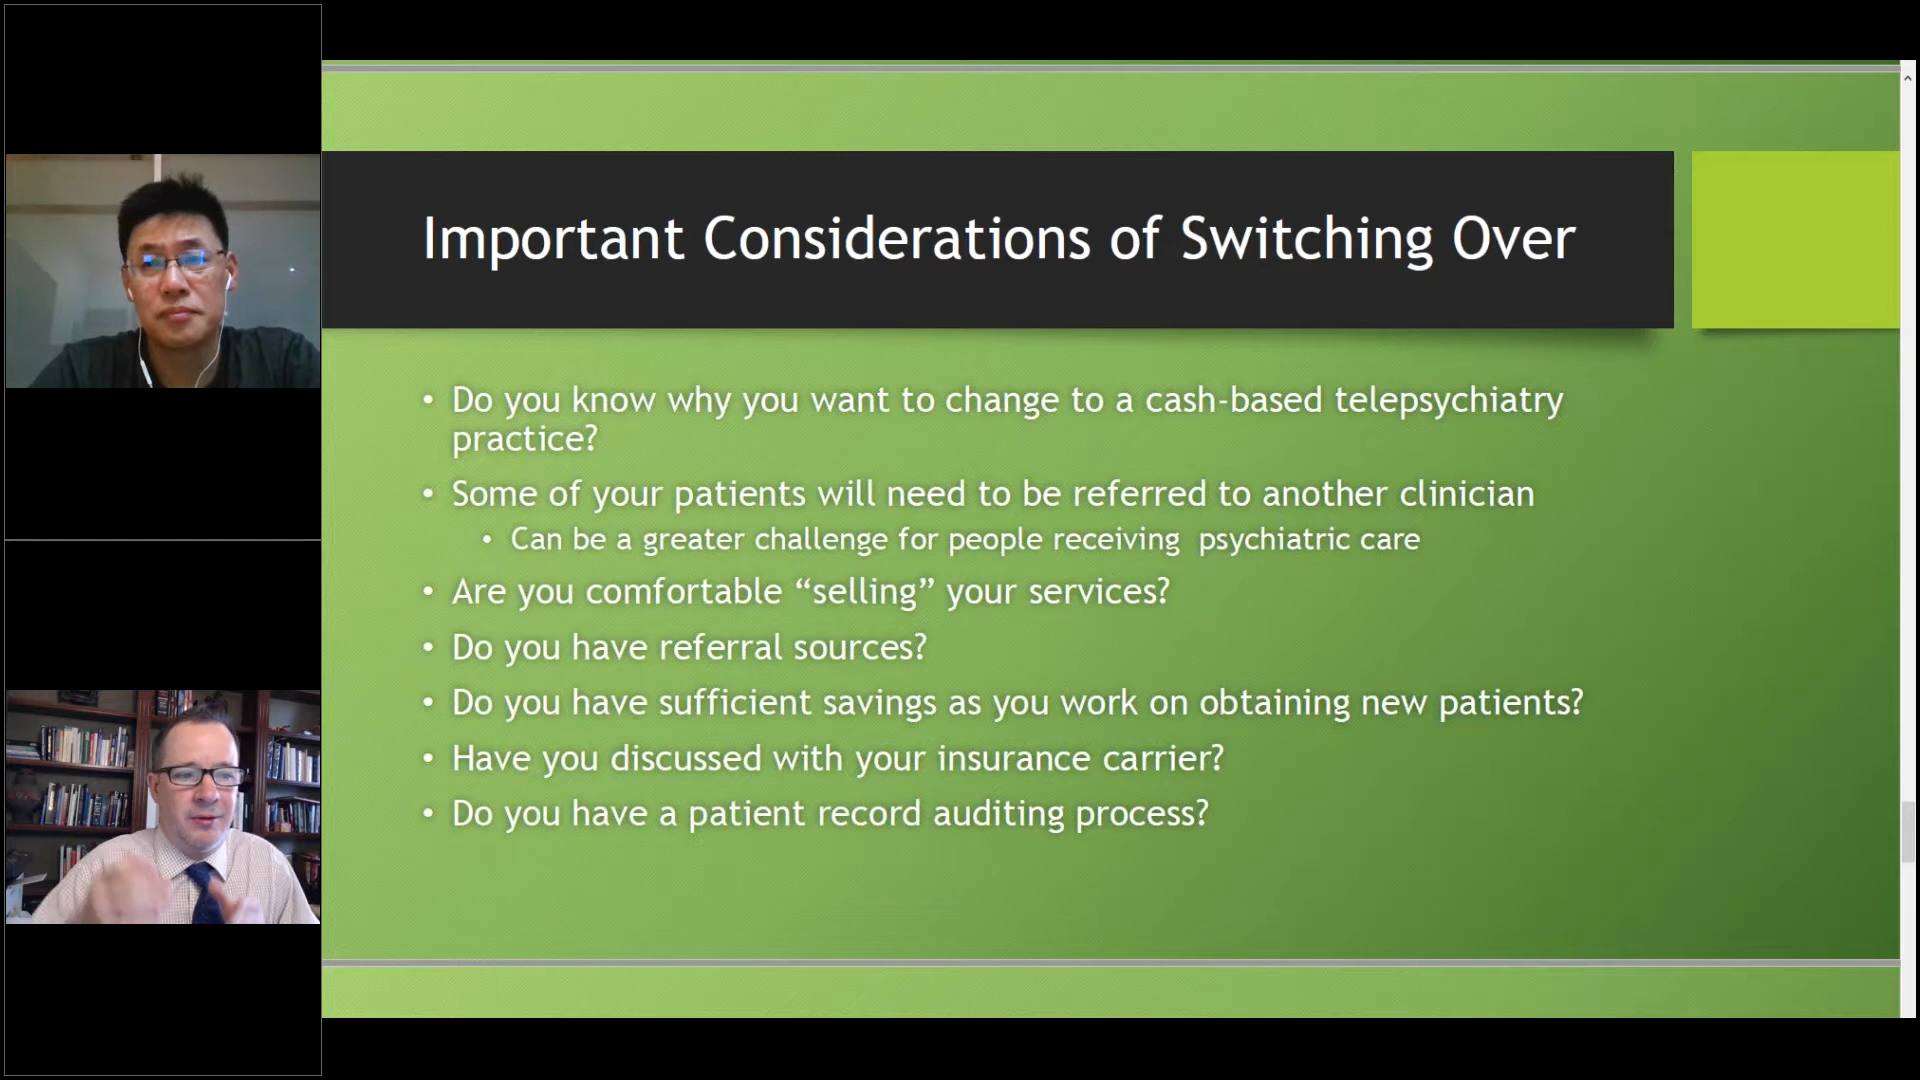 Important Considerations of Switching Over
• Do you know why you want to change to a cash-based telepsychiatry
practice?
• Some of your patients will need to be referred to another clinician
• Can be a greater challenge for people receiving psychiatric care
• Are you comfortable “selling” your services?
• Do you have referral sources?
• Do you have sufficient savings as you work on obtaining new patients?
• Have you discussed with your insurance carrier?
• Do you have a patient record auditing process?